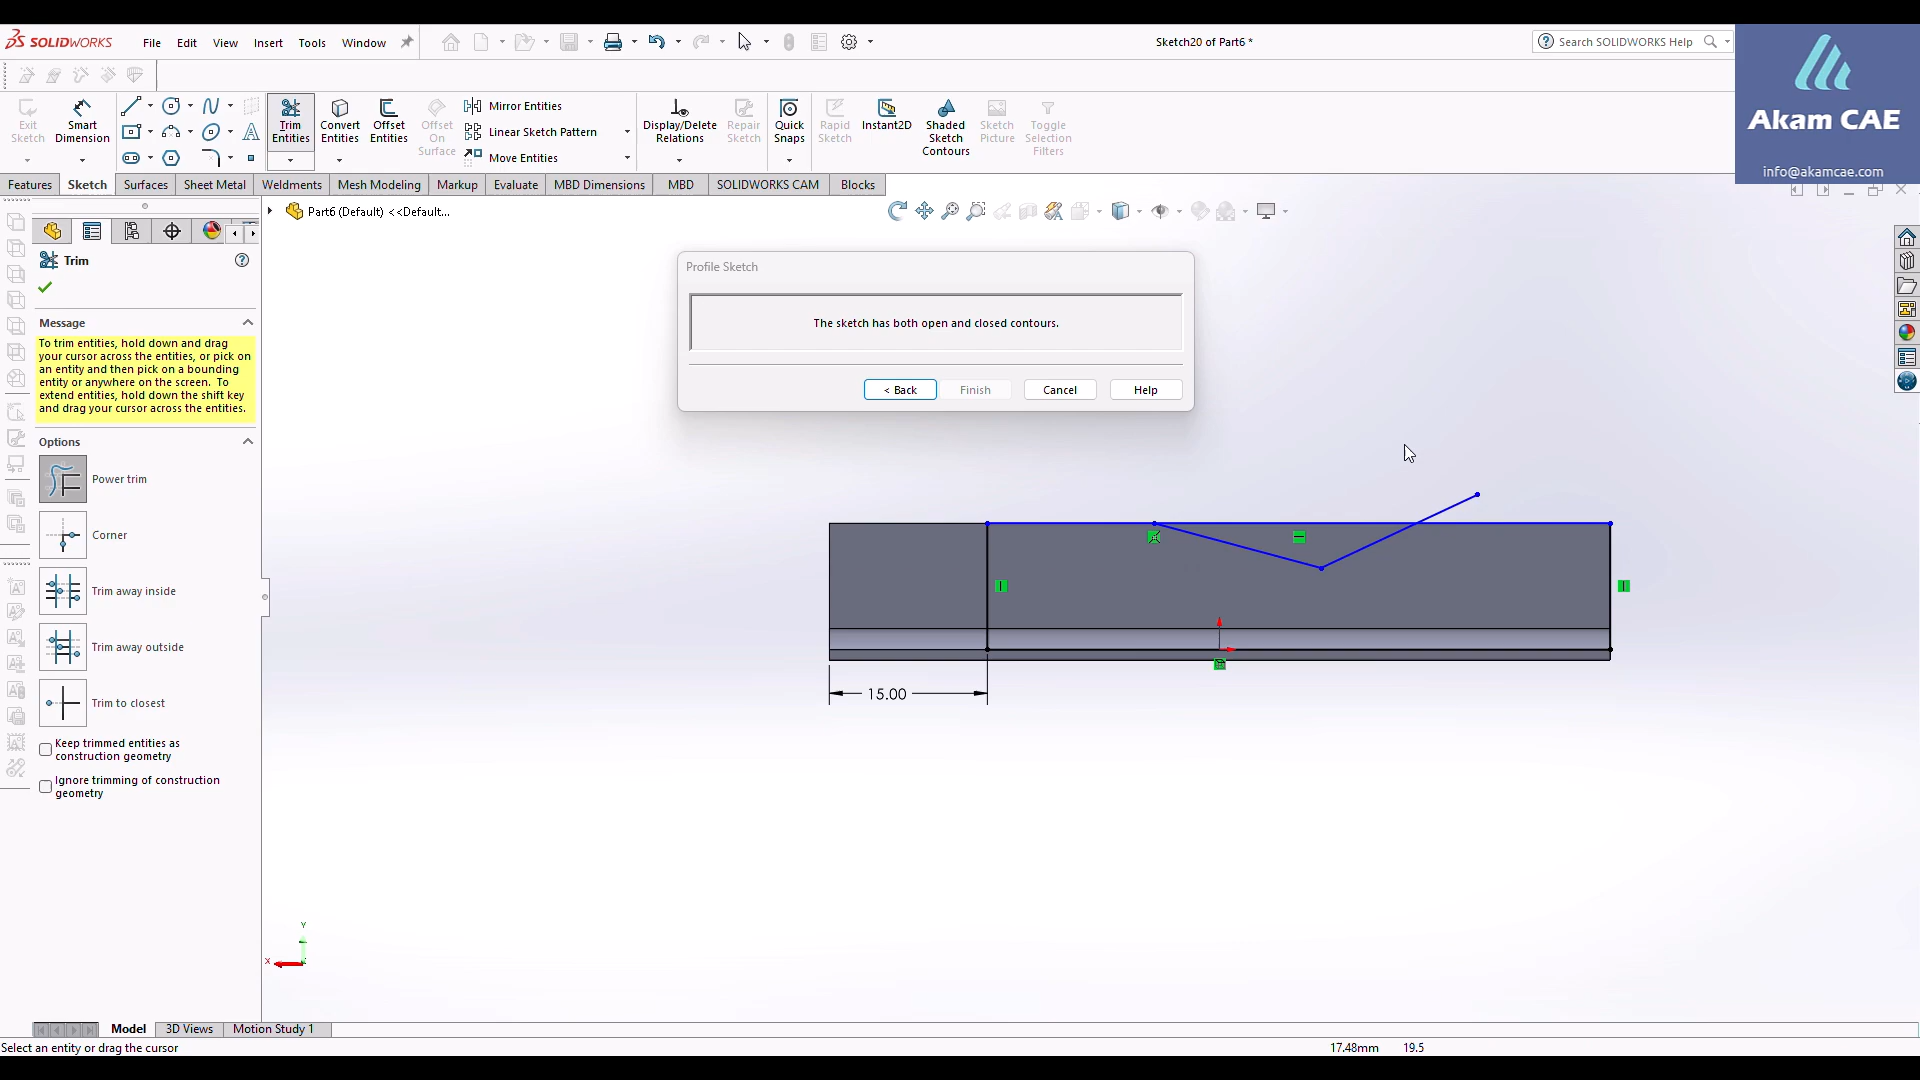 SOLIDWORKS
File Edit View Insert Tools Window
Sketch20 of Part6 *
Search SOLIDWORKS Help
Akam CAE
info@akamcae.com
Exit Sketch
Smart Dimension
Trim Entities
Convert Entities
Offset Entities
Offset On Surface
Mirror Entities
Linear Sketch Pattern
Move Entities
Display/Delete Relations
Repair Sketch
Quick Snaps
Rapid Sketch
Instant2D
Shaded Sketch Contours
Sketch Picture
Toggle Selection Filters
Features Sketch Surfaces Sheet Metal Weldments Mesh Modeling Markup Evaluate MBD Dimensions MBD SOLIDWORKS CAM Blocks
Part6 (Default) <<Default...
Trim
Message
To trim entities, hold down and drag
your cursor across the entities, or pick on
an entity and then pick on a bounding
entity or anywhere on the screen. To
extend entities, hold down the shift key
and drag your cursor across the entities.
Options
Power trim
Corner
Trim away inside
Trim away outside
Trim to closest
Keep trimmed entities as
construction geometry
Ignore trimming of construction
geometry
Profile Sketch
The sketch has both open and closed contours.
< Back Finish Cancel Help
15.00
Y
X
Model 3D Views Motion Study 1
Select an entity or drag the cursor
17.48mm 19.5